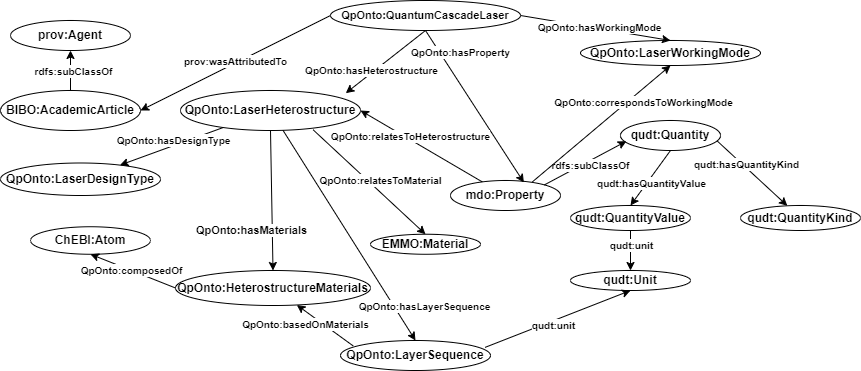 QpOnto:QuantumCascadeLaser
prov:Agent
QpOnto:hasWorkingMode
QpOnto:hasProperty
QpOnto:LaserWorkingMode
prov:wasAttributedTo
rdfs:subClassOf
QpOnto:hasHeterostructure
BIBO:AcademicArticle
QpOnto:LaserHeterostructure
QpOnto:correspondsToWorkingMode
QpOnto:hasDesignType
QpOnto:relatesToHeterostructure
qudt:Quantity
rdfs:subClassOf
qudt:hasQuantityKind
QpOnto:LaserDesignType
QpOnto:relatesToMaterial
qudt:hasQuantityValue
mdo:Property
qudt:QuantityValue
qudt:QuantityKind
QpOnto:hasMaterials
ChEBI:Atom
EMMO:Material
qudt:unit
QpOnto:composedOf
qudt:Unit
QpOnto:HeterostructureMaterials
QpOnto:hasLayerSequence
QpOnto:basedOnMaterials
qudt:unit
QpOnto:LayerSequence